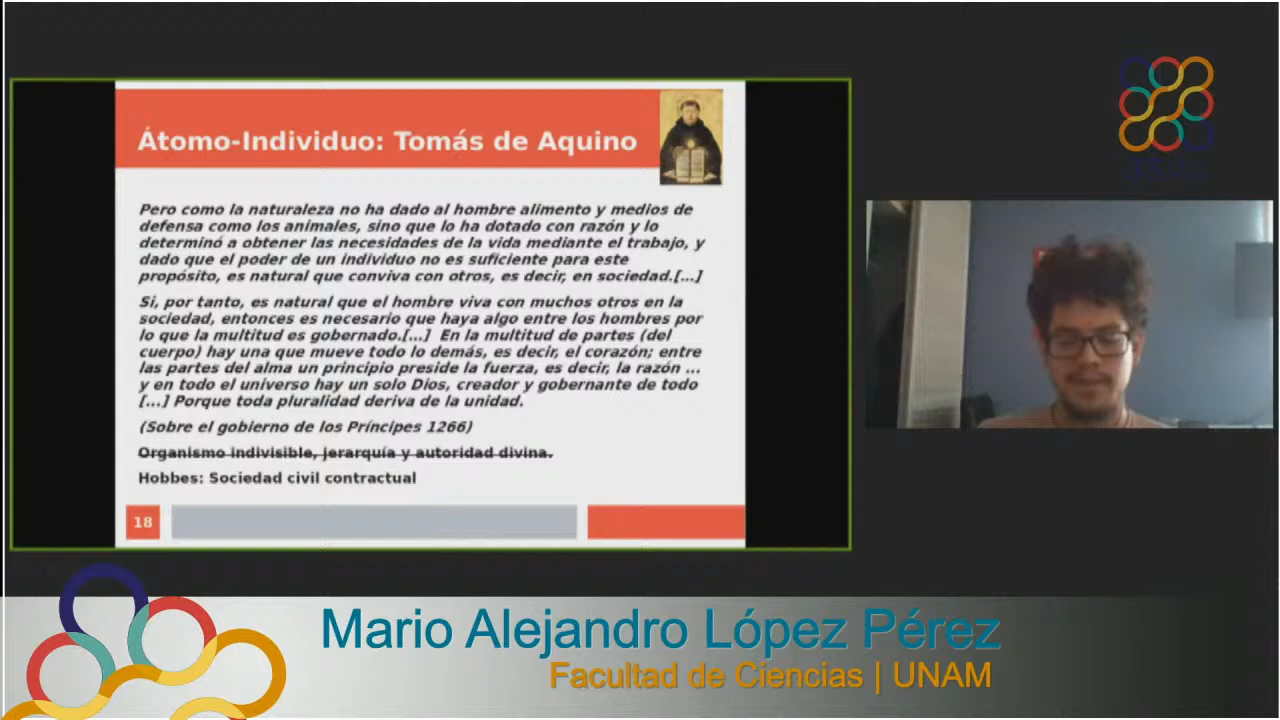 Átomo-Individuo: Tomás de Aquino
Pero como la naturaleza no ha dado al hombre alimento y medios de
defensa como los animales, sino que lo ha dotado con razón y lo
determinó a obtener las necesidades de la vida mediante el trabajo, y
dado que el poder de un individuo no es suficiente para este
propósito, es natural que conviva con otros, es decir, en sociedad.[...]
Si, por tanto, es natural que el hombre viva con muchos otros en la
sociedad, entonces es necesario que haya algo entre los hombres por
lo que la multitud es gobernado.[...] En la multitud de partes (del
cuerpo) hay una que mueve todo lo demás, es decir, el corazón; entre
las partes del alma un principio preside la fuerza, es decir, la razón ...
y en todo el universo hay un solo Dios, creador y gobernante de todo
[...] Porque toda pluralidad deriva de la unidad.
(Sobre el gobierno de los Príncipes 1266)
Organismo indivisible, jerarquía y autoridad divina.
Hobbes: Sociedad civil contractual
18
Mario Alejandro López Pérez
Facultad de Ciencias | UNAM